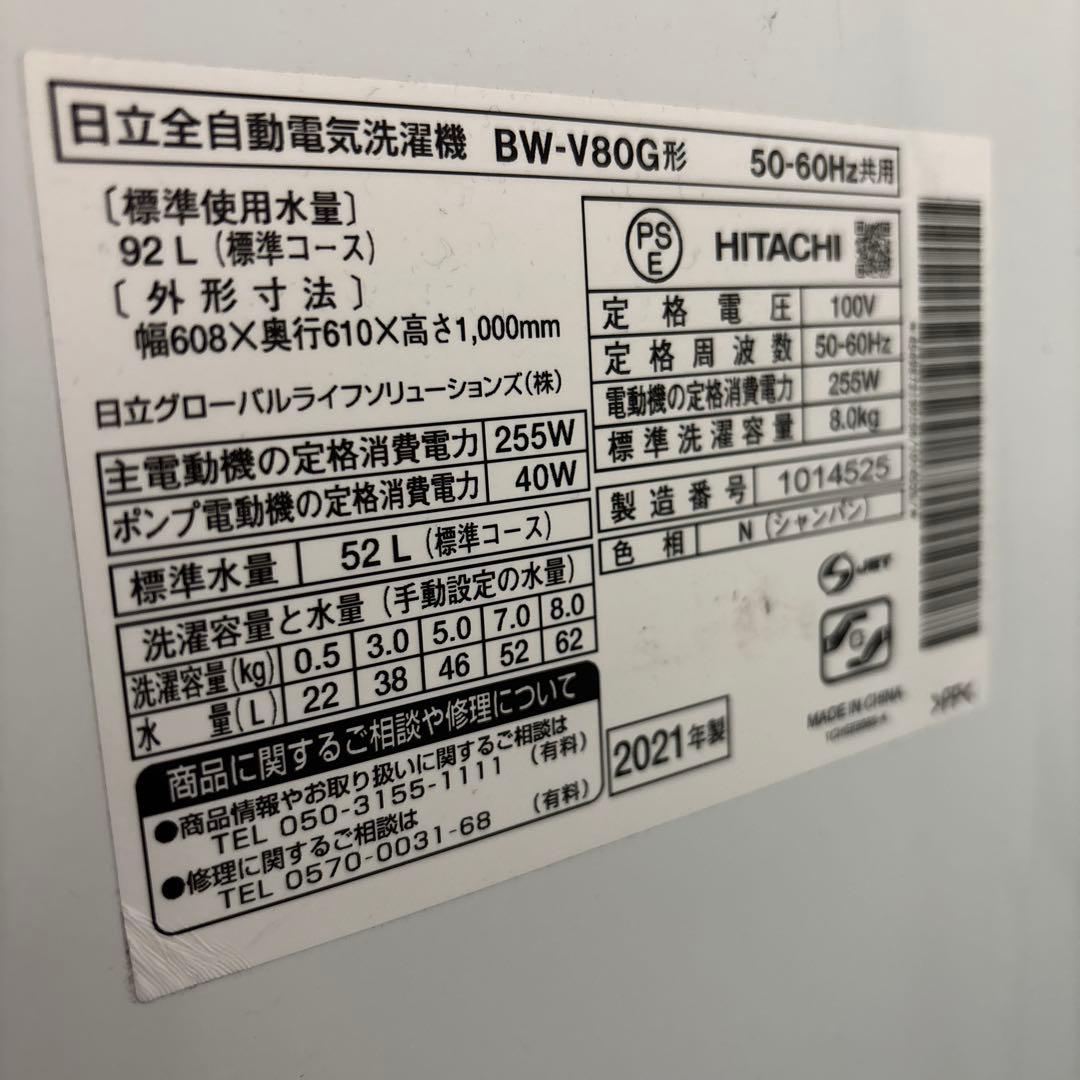 日立全自動電気洗濯機 BW-V80G形 50-60Hz共用
〔標準使用水量〕
92 L (標準コース)
〔外形寸法〕
幅608×奥行610×高さ1,000mm
日立グローバルライフソリューションズ(株)
主電動機の定格消費電力 255W
ポンプ電動機の定格消費電力 40W
標準水量 52 L (標準コース)
洗濯容量と水量 (手動設定の水量)
洗濯容量(kg) 0.5 3.0 5.0 7.0 8.0
水量(L) 22 38 46 52 62
商品に関するご相談や修理について
●商品情報やお取り扱いに関するご相談は
TEL 050-3155-1111 (有料)
●修理に関するご相談は
TEL 0570-0031-68 (有料)
PS E HITACHI
定格電圧 100V
定格周波数 50-60Hz
電動機の定格消費電力 255W
標準洗濯容量 8.0kg
製造番号 1014525
色相 N (シャンパン)
JET
2021年製
MADE IN CHINA
>PP<